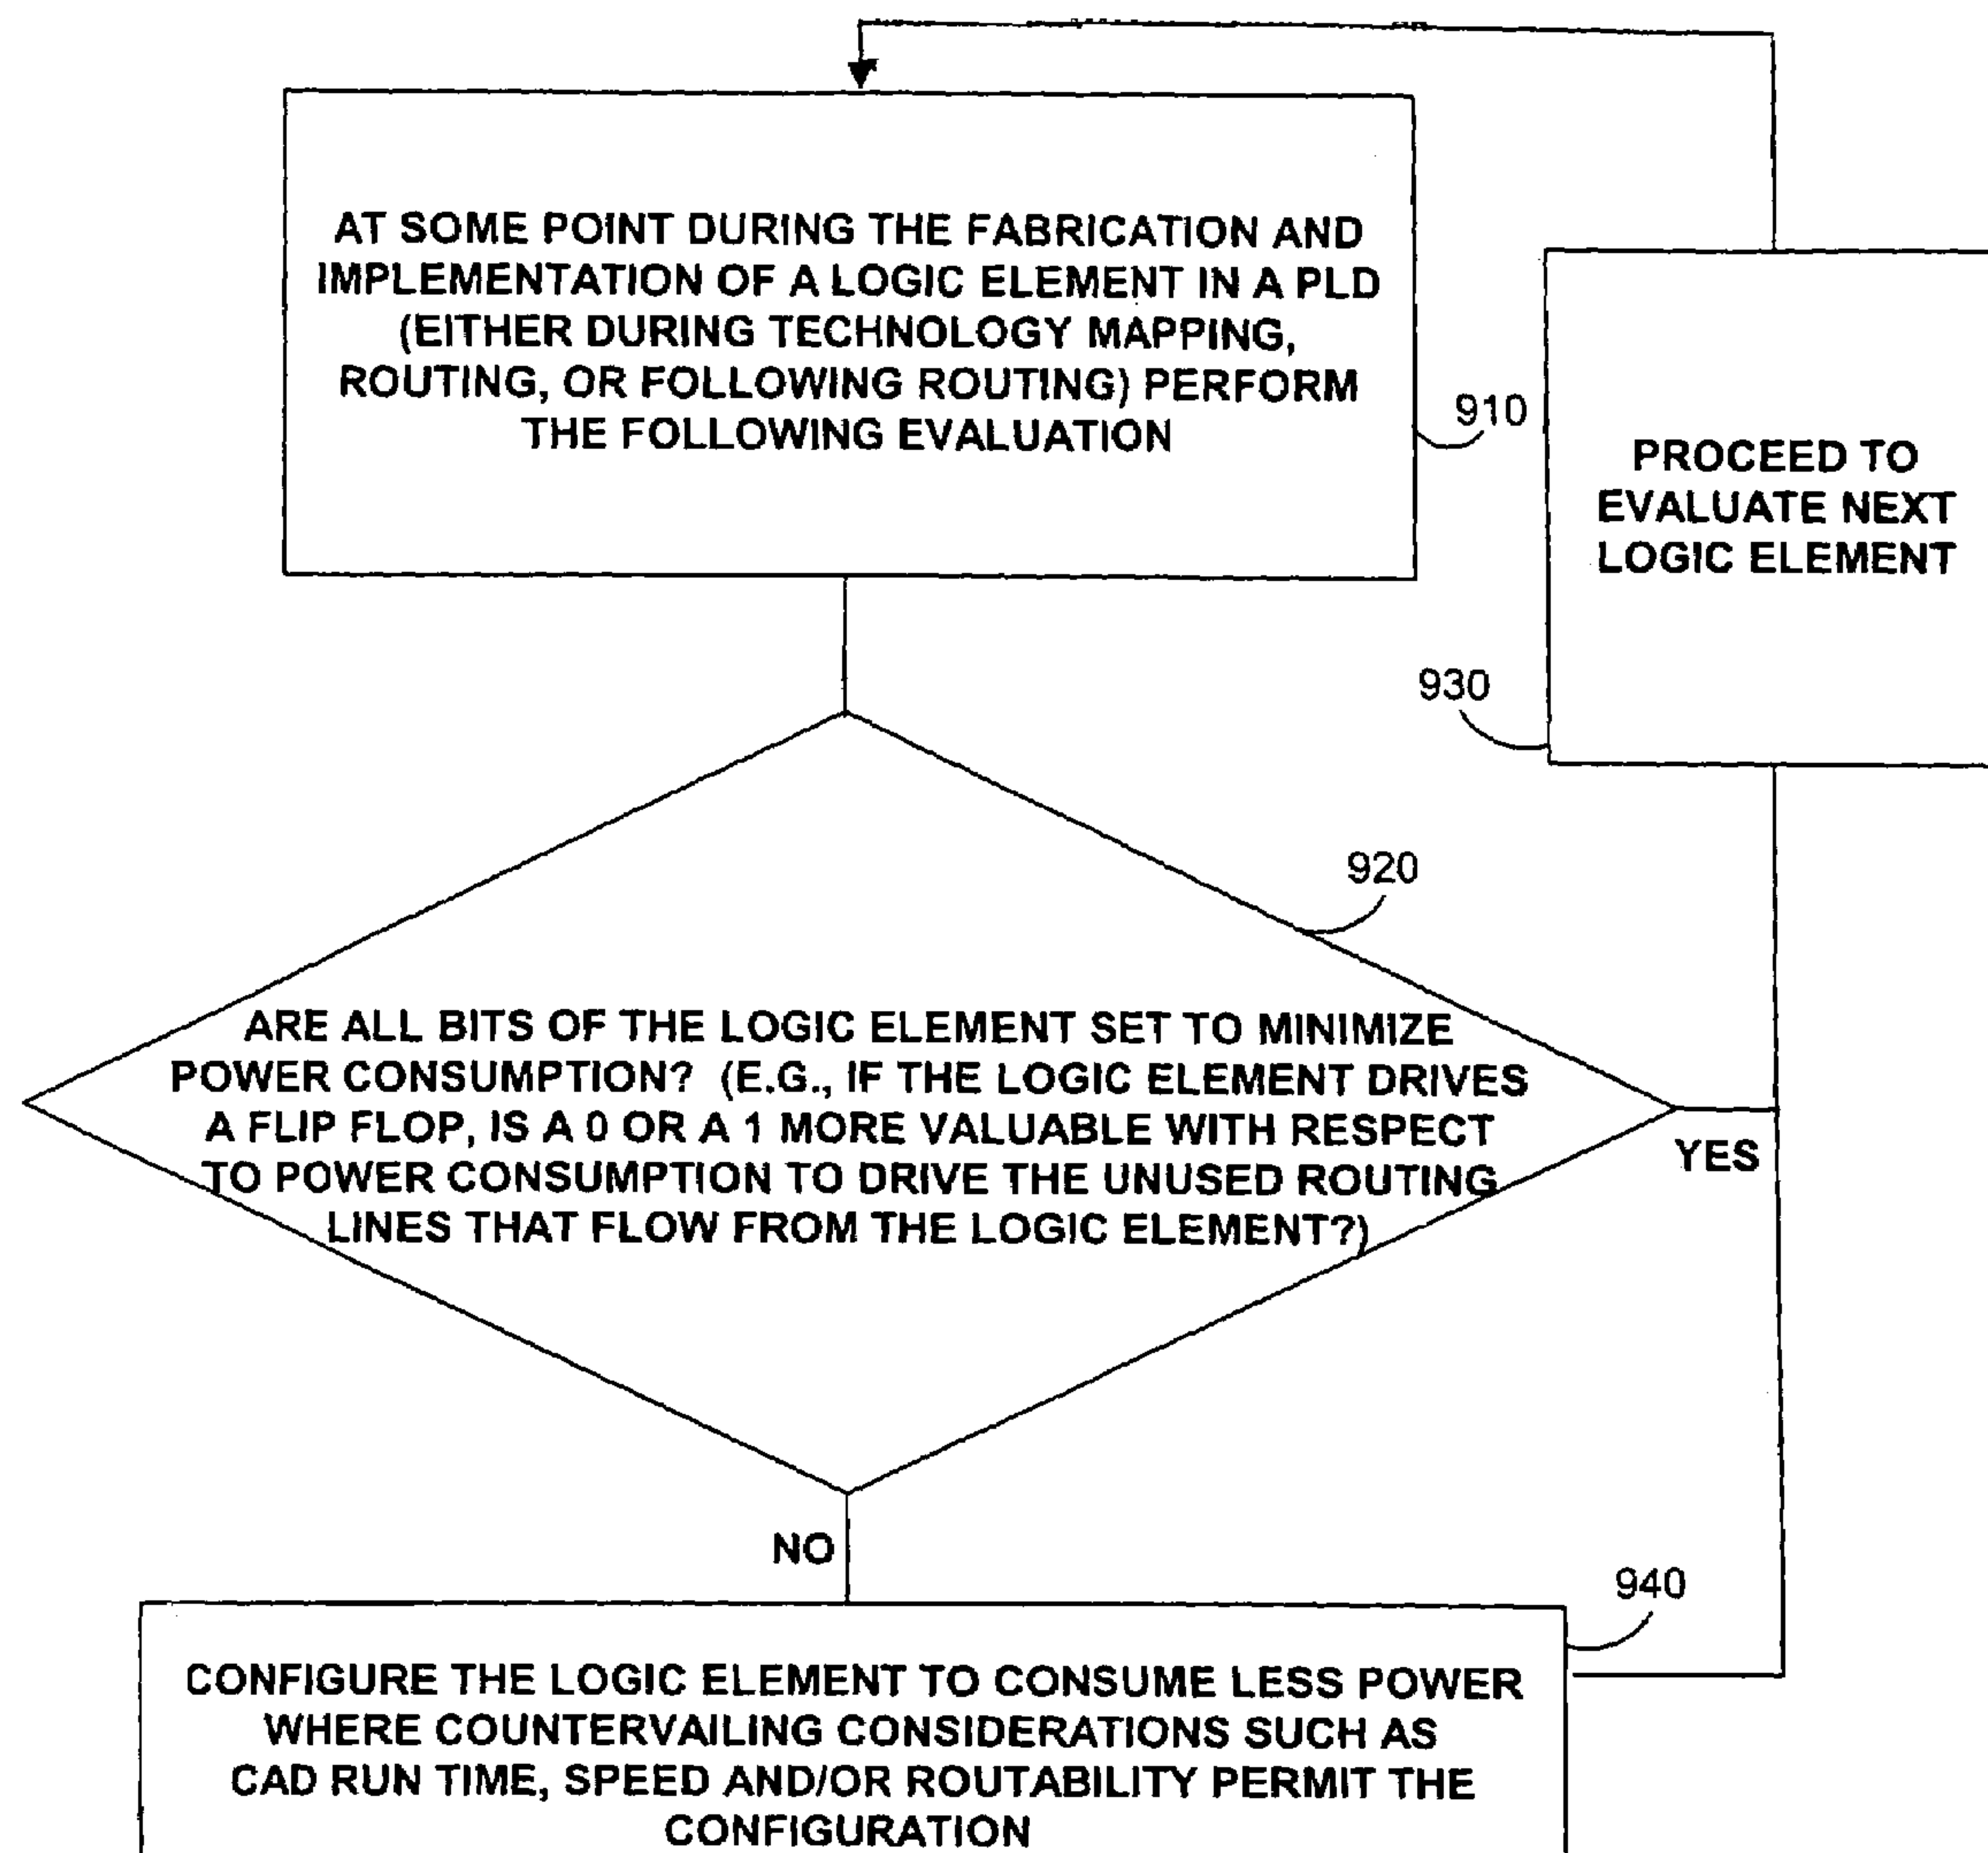 AT SOME POINT DURING THE FABRICATION AND
IMPLEMENTATION OF A LOGIC ELEMENT IN A PLD
(EITHER DURING TECHNOLOGY MAPPING,
ROUTING, OR FOLLOWING ROUTING) PERFORM
THE FOLLOWING EVALUATION
910
PROCEED TO
EVALUATE NEXT
LOGIC ELEMENT
930
920
ARE ALL BITS OF THE LOGIC ELEMENT SET TO MINIMIZE
POWER CONSUMPTION? (E.G., IF THE LOGIC ELEMENT DRIVES
A FLIP FLOP, IS A 0 OR A 1 MORE VALUABLE WITH RESPECT
TO POWER CONSUMPTION TO DRIVE THE UNUSED ROUTING
LINES THAT FLOW FROM THE LOGIC ELEMENT?)
YES
NO
940
CONFIGURE THE LOGIC ELEMENT TO CONSUME LESS POWER
WHERE COUNTERVAILING CONSIDERATIONS SUCH AS
CAD RUN TIME, SPEED AND/OR ROUTABILITY PERMIT THE
CONFIGURATION